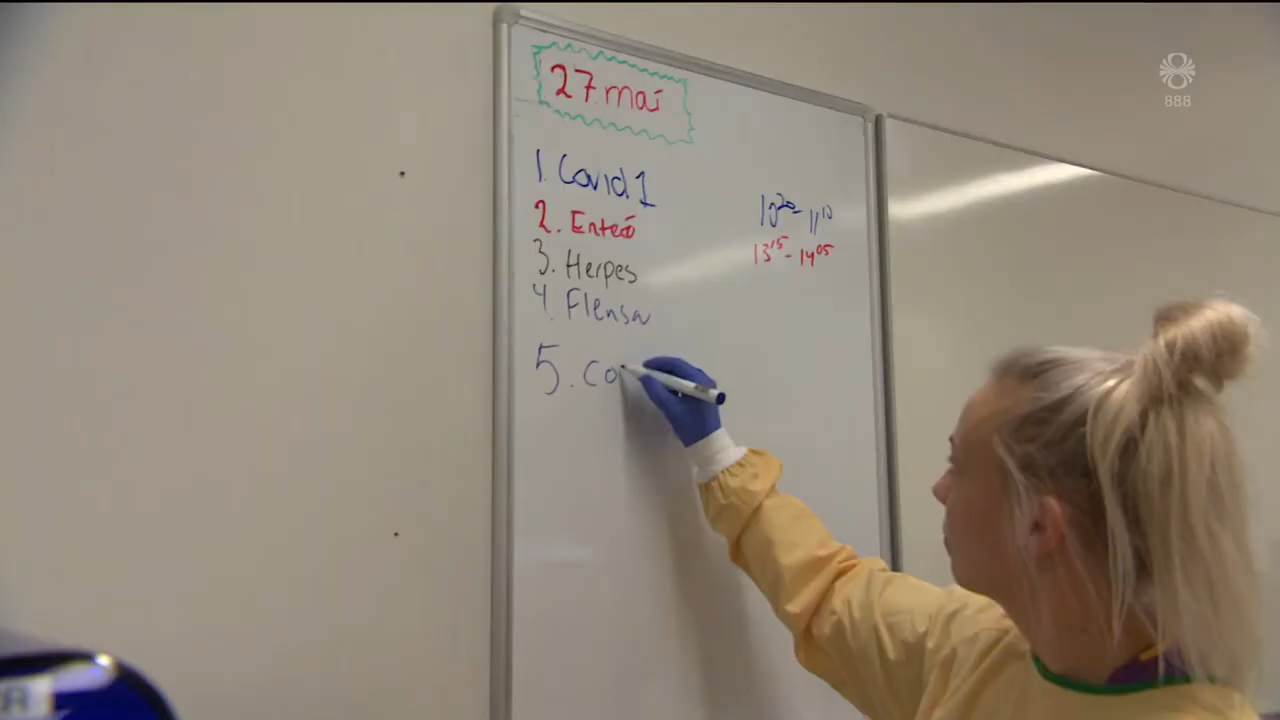 888
27. maí
1. Covid 1
2. Enteró
3. Herpes
4. Flensa
5. Co
10²⁰ - 11¹⁰
13¹⁵ - 14⁰⁵
R